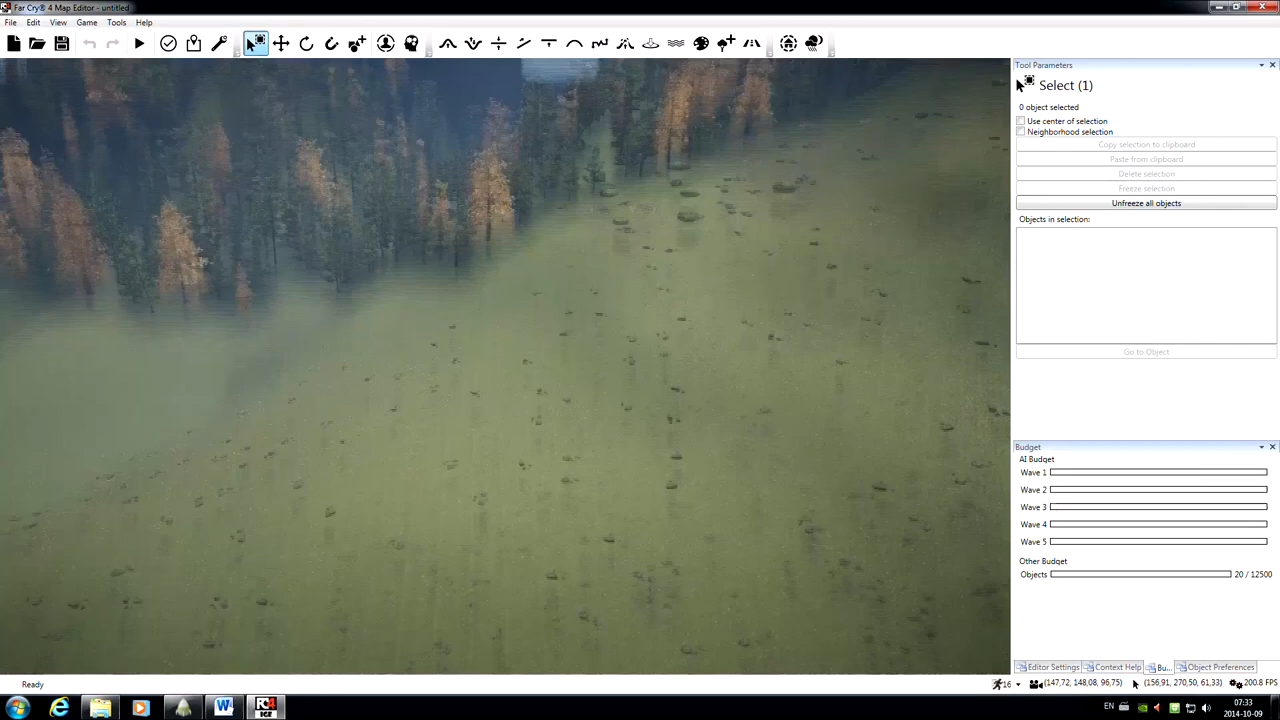 Far Cry® 4 Map Editor - untitled
File Edit View Game Tools Help
Tool Parameters
Select (1)
0 object selected
Use center of selection
Neighborhood selection
Copy selection to clipboard
Paste from clipboard
Delete selection
Freeze selection
Unfreeze all objects
Objects in selection:
Go to Object
Budget
AI Budget
Wave 1
Wave 2
Wave 3
Wave 4
Wave 5
Other Budget
Objects 20 / 12500
Editor Settings Context Help Bu... Object Preferences
Ready 16 (147,72, 148,08, 96,75) (156,91, 270,50, 61,33) 200.8 FPS
EN 07:33
2014-10-09
W FC4
IGE